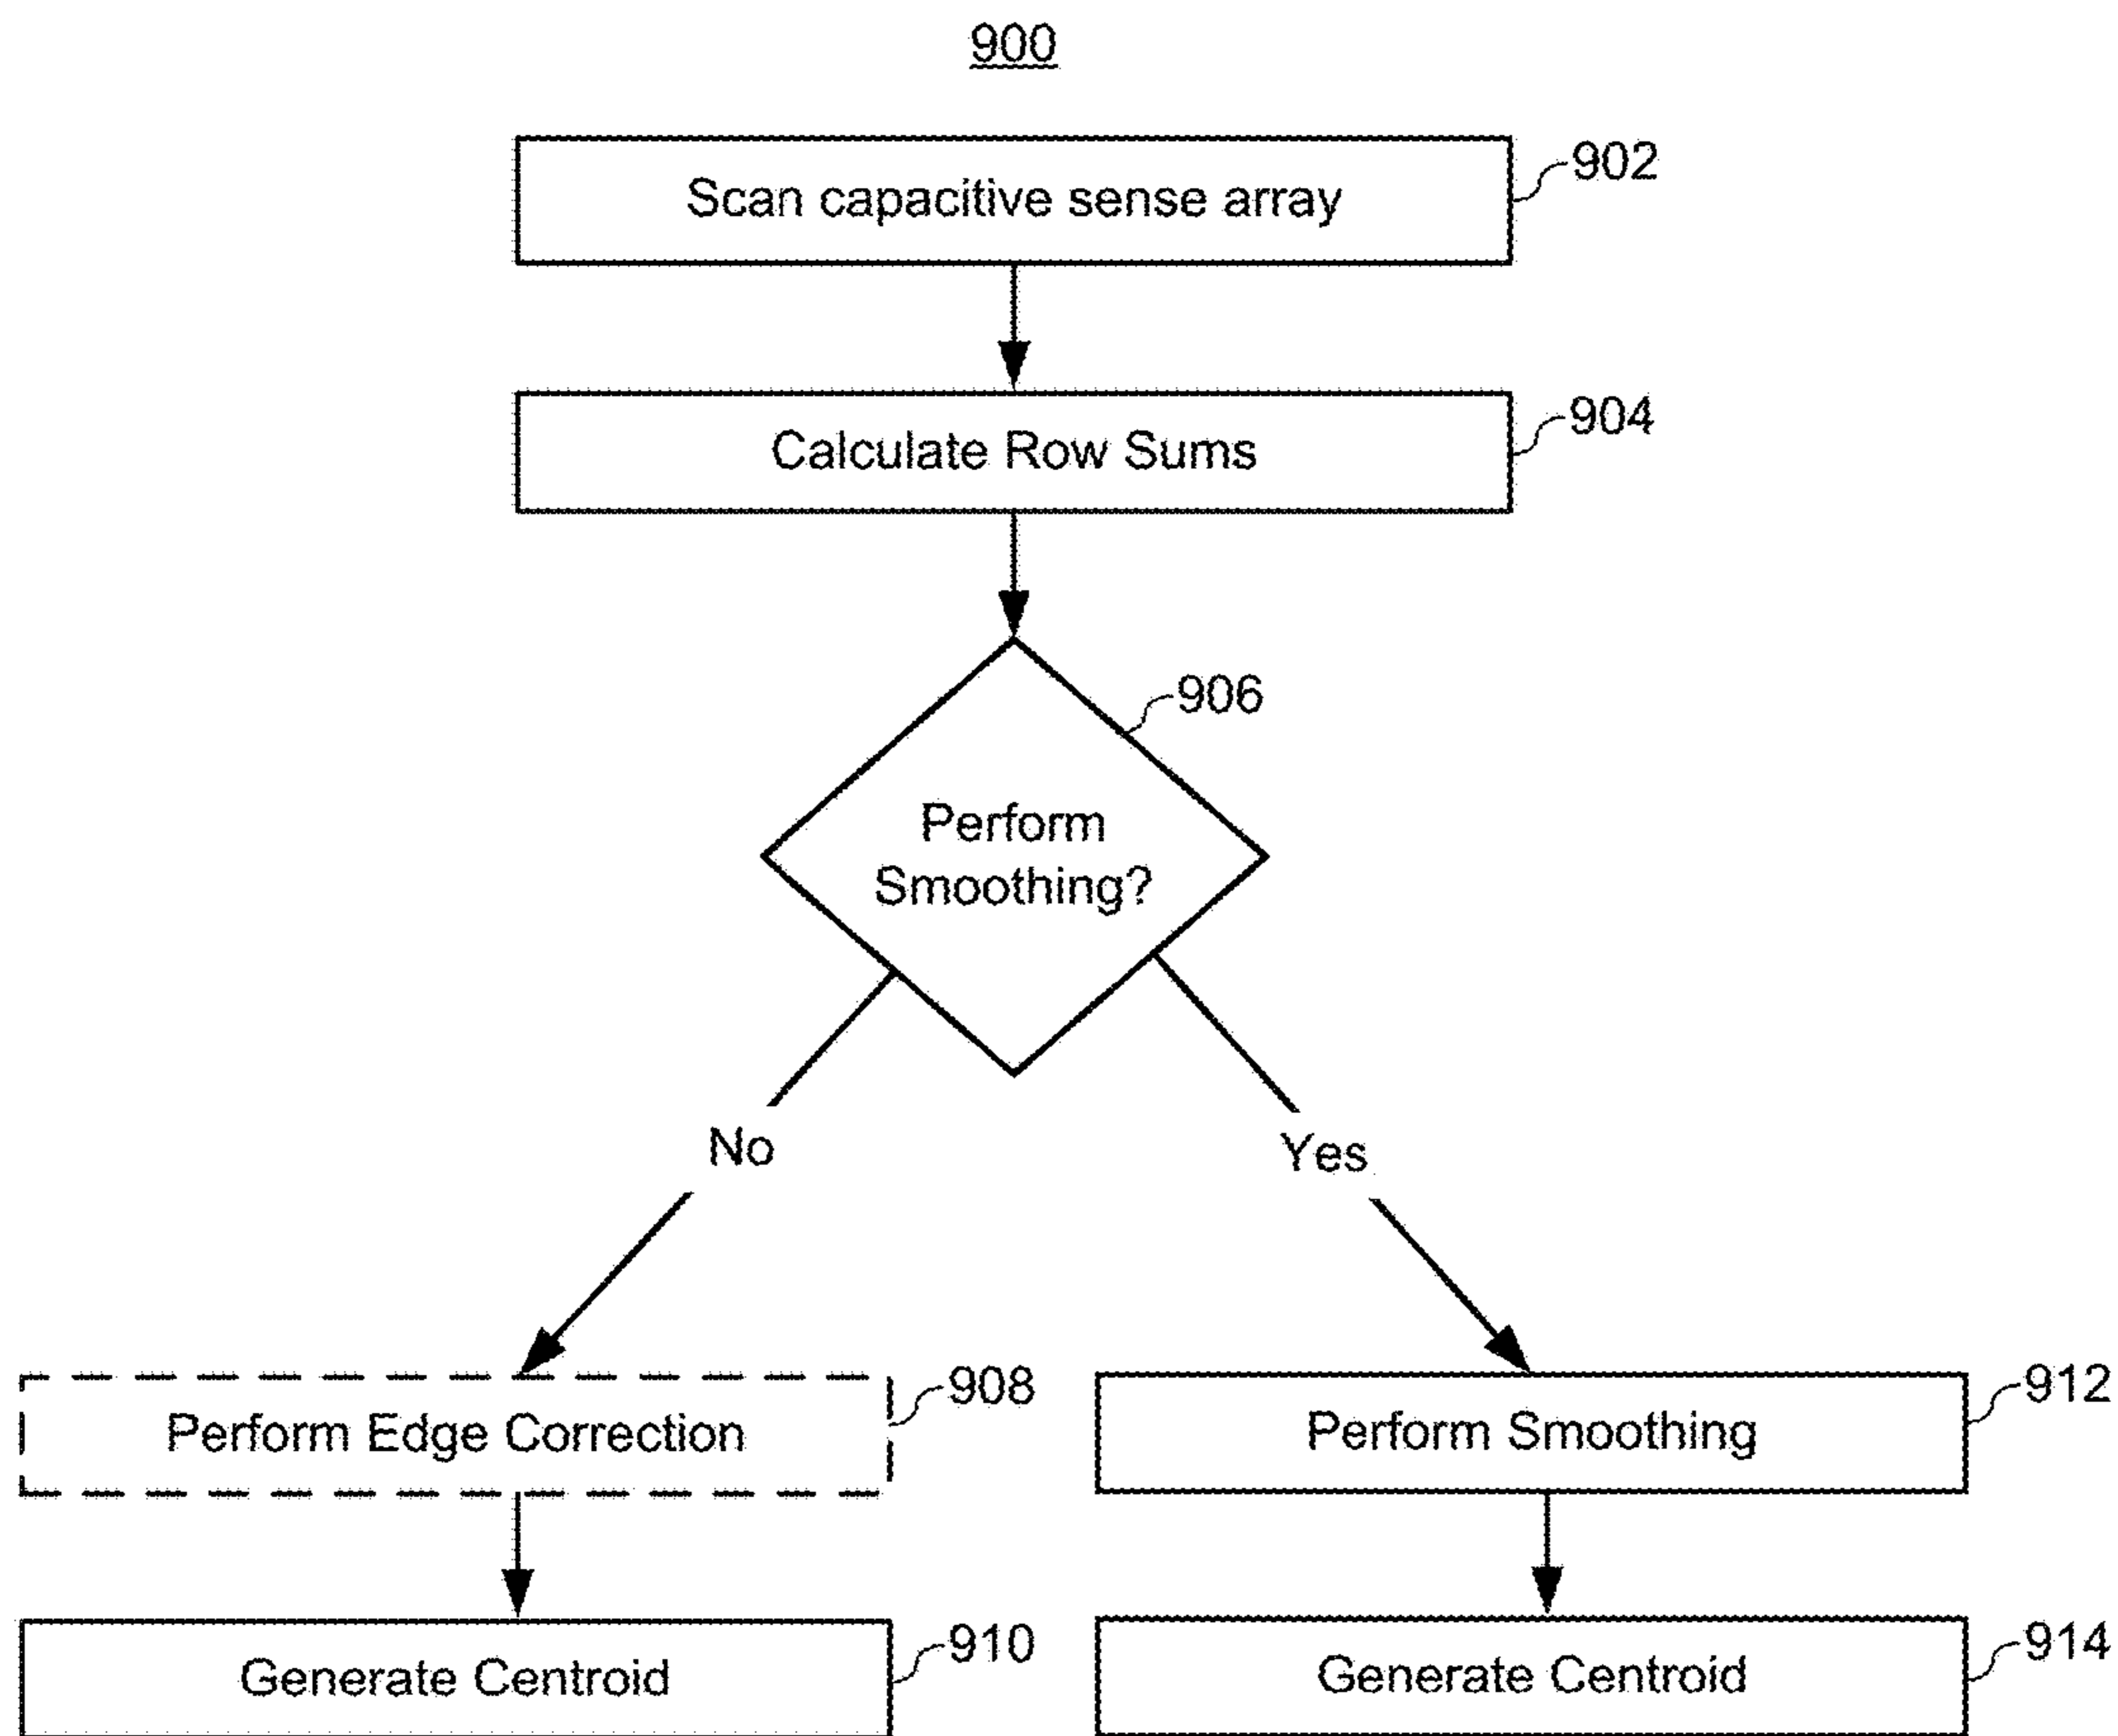 900
Scan capacitive sense array
902
Calculate Row Sums
904
906
Perform
Smoothing?
No
Yes
Perform Edge Correction
908
Perform Smoothing
912
Generate Centroid
910
Generate Centroid
914